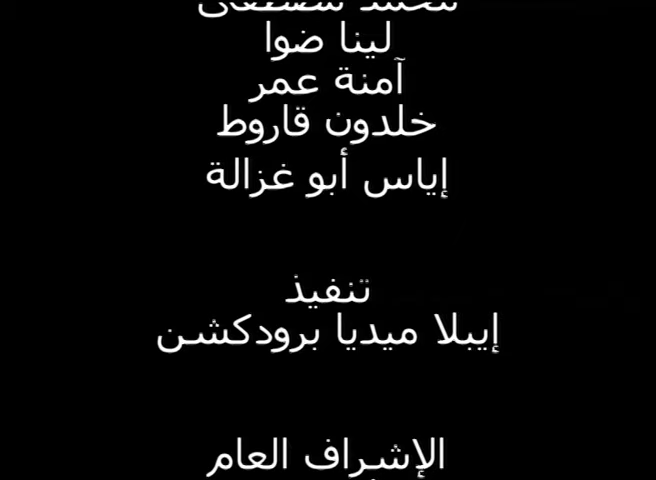 لينا ضوا
آمنة عمر
خلدون قاروط
إياس أبو غزالة
تنفيذ
إيبلا ميديا برودكشن
الإشراف العام